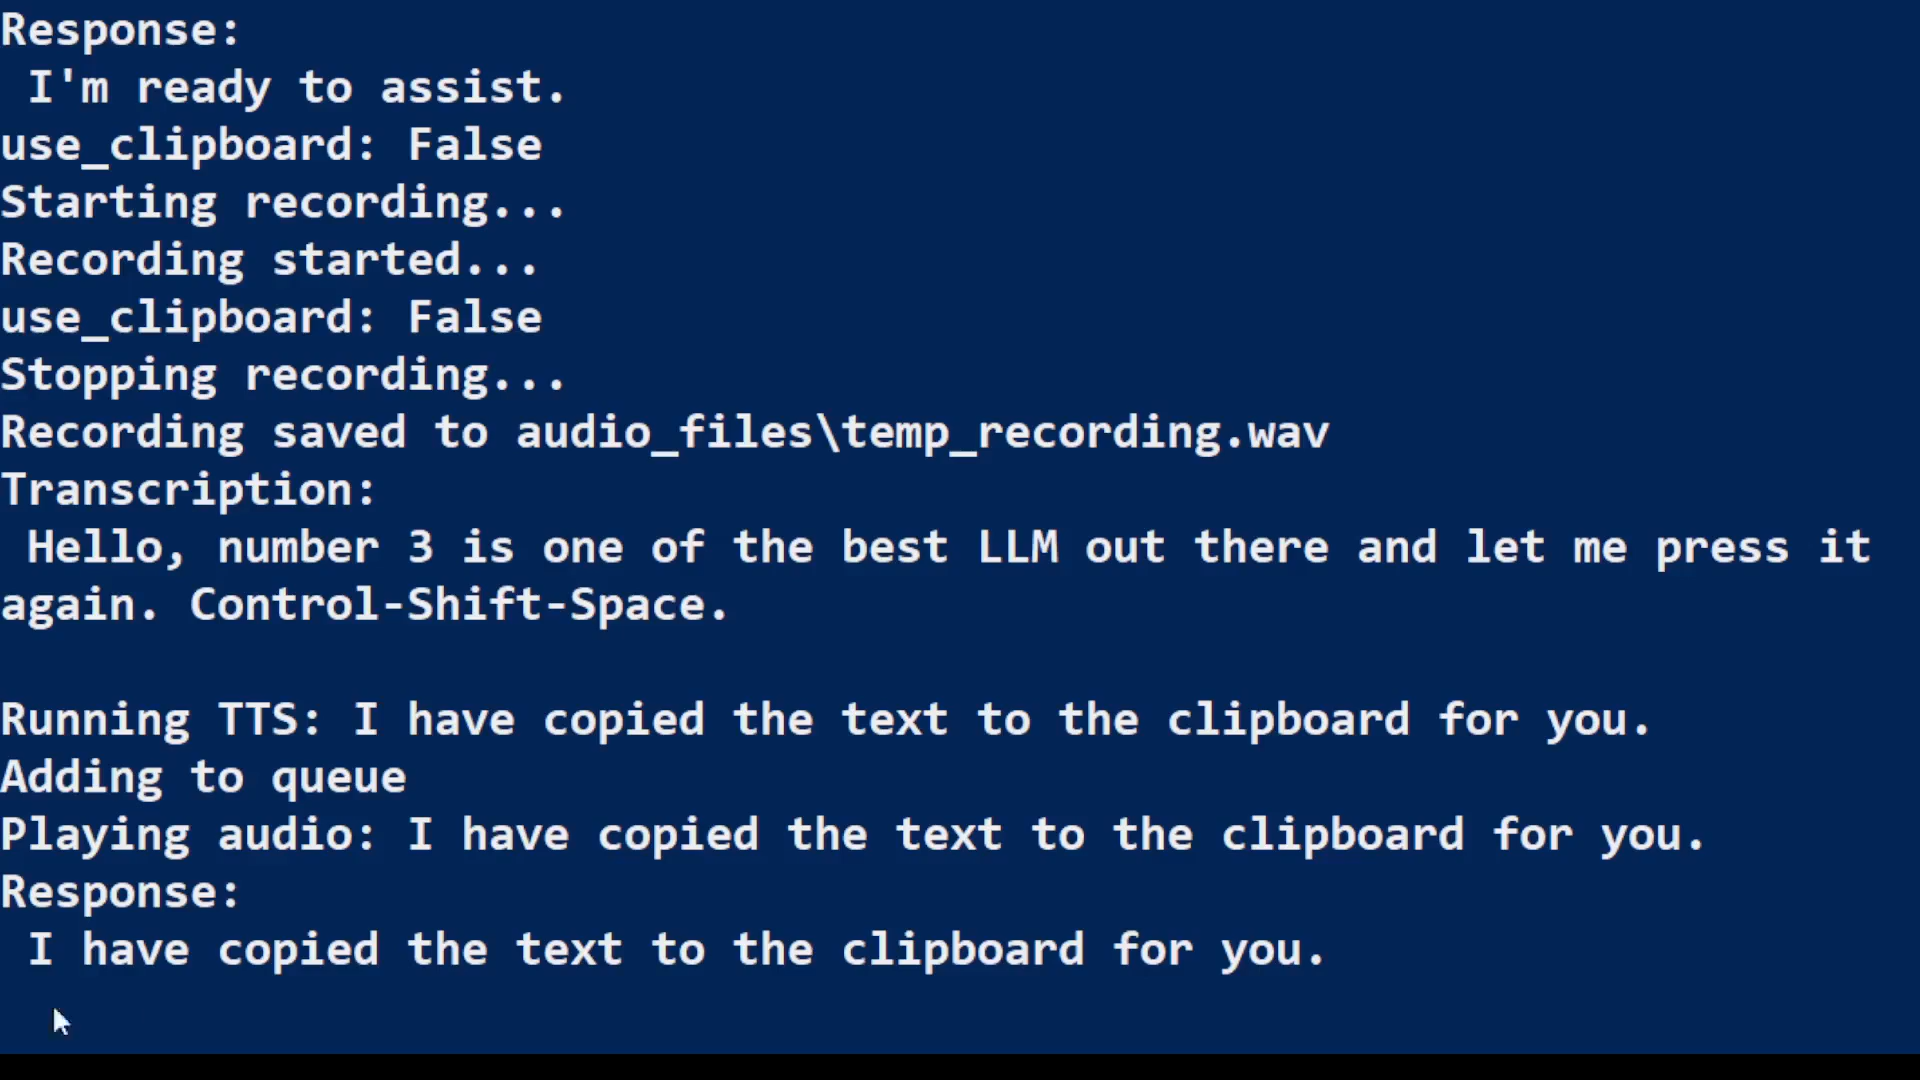 Response:
I'm ready to assist.
use_clipboard: False
Starting recording...
Recording started...
use_clipboard: False
Stopping recording...
Recording saved to audio_files\temp_recording.wav
Transcription:
Hello, number 3 is one of the best LLM out there and let me press it
again. Control-Shift-Space.
Running TTS: I have copied the text to the clipboard for you.
Adding to queue
Playing audio: I have copied the text to the clipboard for you.
Response:
I have copied the text to the clipboard for you.